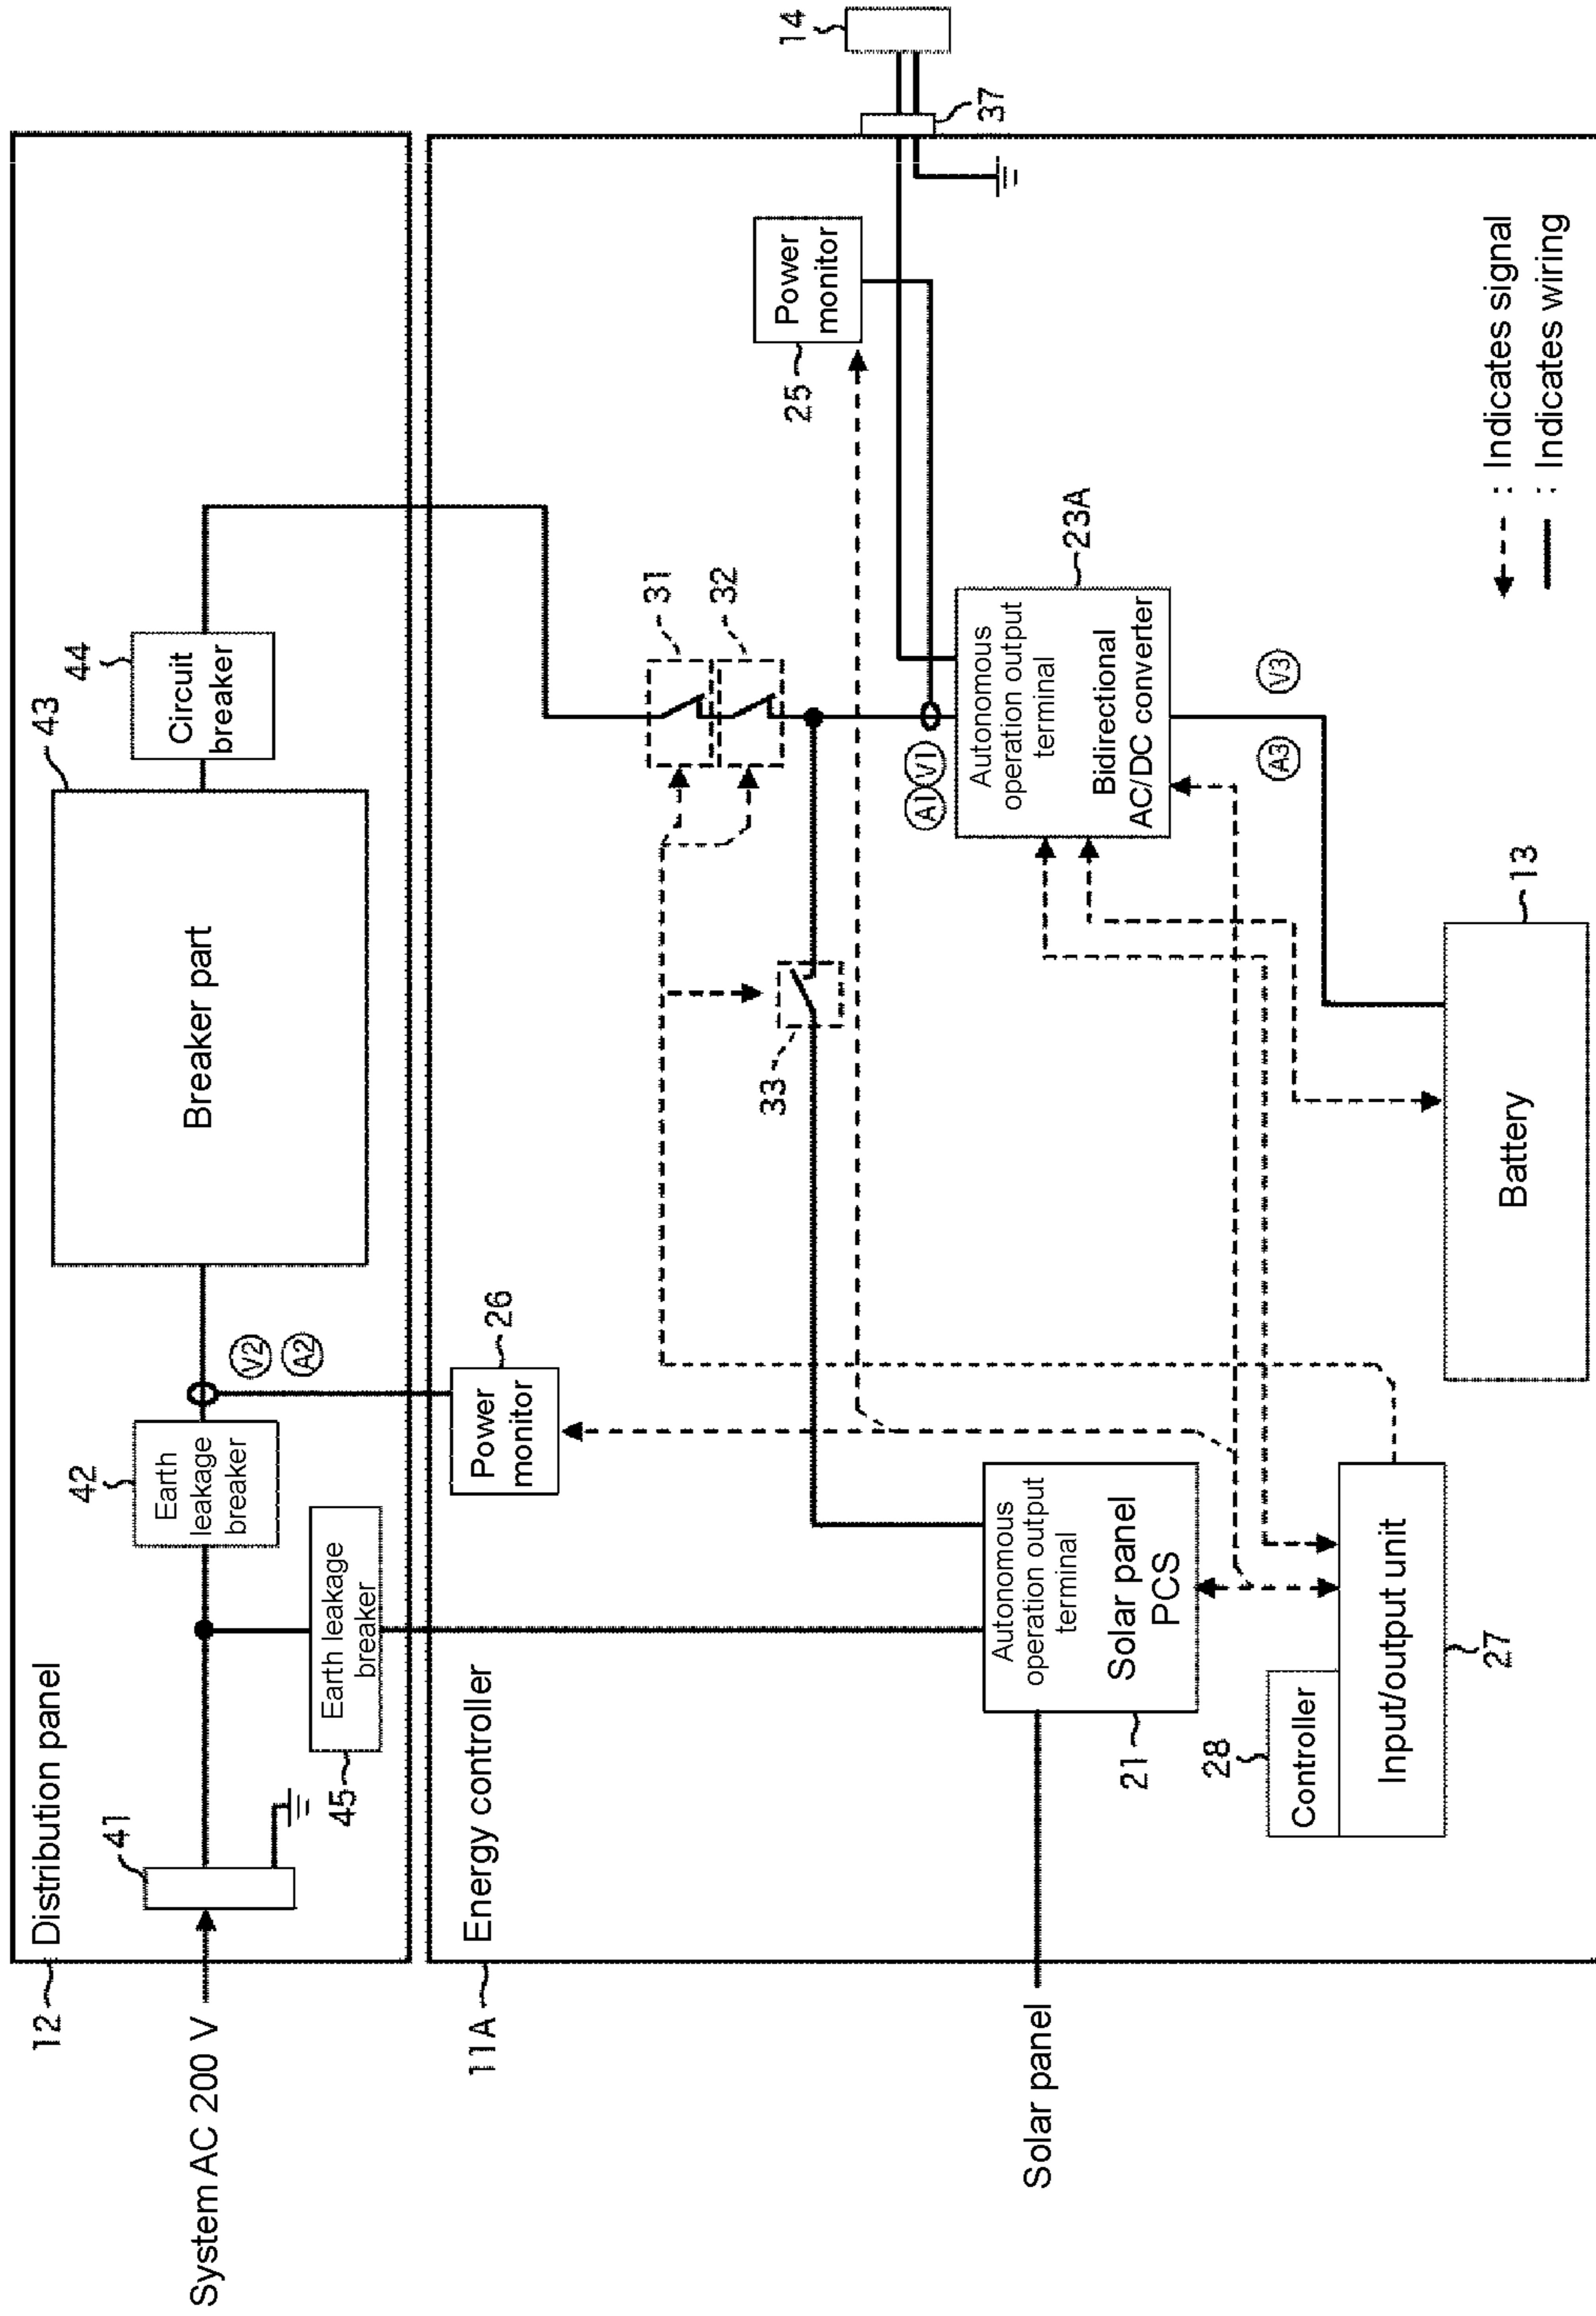 12
Distribution panel
System AC 200 V
41
45
Earth leakage
breaker
42
Earth
leakage
breaker
V2
A2
43
Breaker part
44
Circuit
breaker
11A
Energy controller
26
Power
monitor
31
32
33
25
Power
monitor
14
37
Solar panel
21
Autonomous
operation output
terminal
Solar panel
PCS
A1
V1
23A
Autonomous
operation output
terminal
Bidirectional
AC/DC converter
A3
V3
28
Controller
Input/output unit
27
13
Battery
: Indicates signal
: Indicates wiring